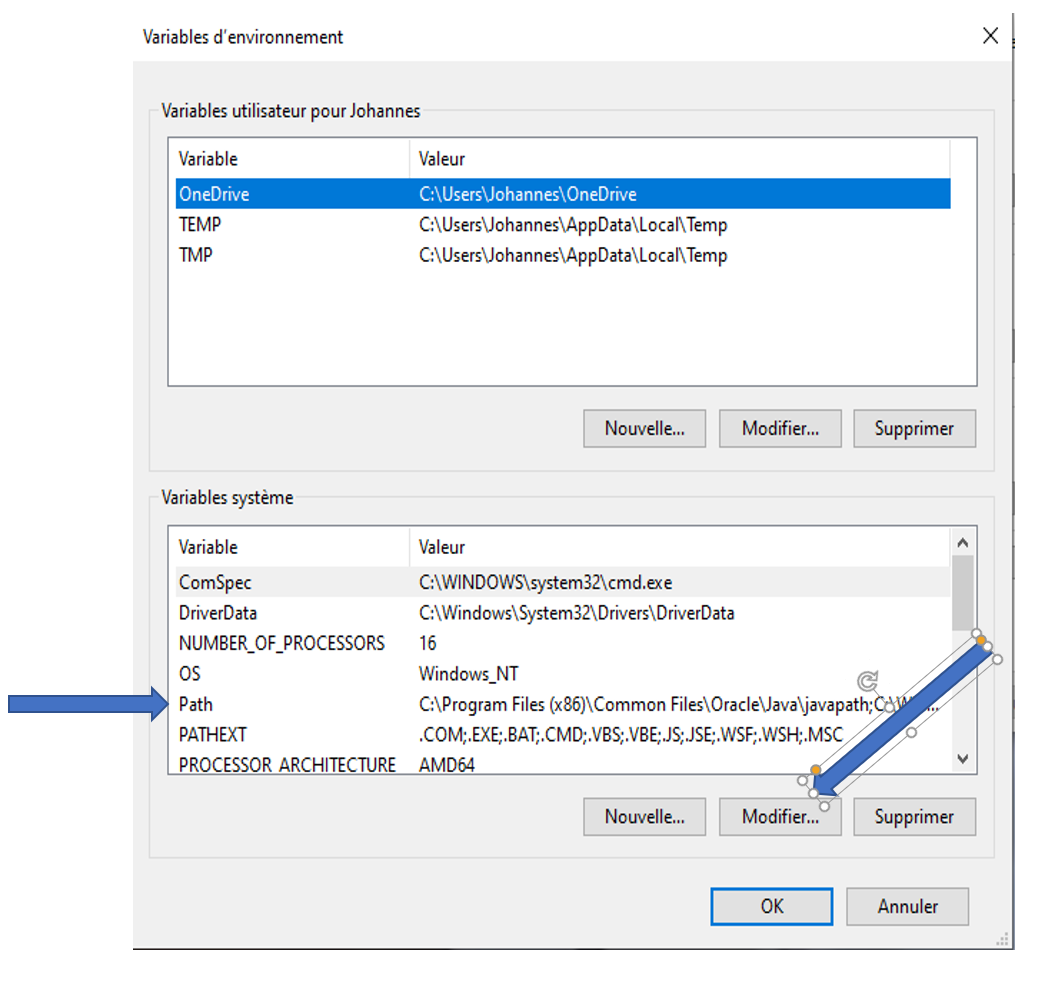 Variables d'environnement
Variables utilisateur pour Johannes
Variable Valeur
OneDrive C:\Users\Johannes\OneDrive
TEMP C:\Users\Johannes\AppData\Local\Temp
TMP C:\Users\Johannes\AppData\Local\Temp
Nouvelle... Modifier... Supprimer
Variables système
Variable Valeur
ComSpec C:\WINDOWS\system32\cmd.exe
DriverData C:\Windows\System32\Drivers\DriverData
NUMBER_OF_PROCESSORS 16
OS Windows_NT
Path C:\Program Files (x86)\Common Files\Oracle\Java\javapath;
PATHEXT .COM;.EXE;.BAT;.CMD;.VBS;.VBE;.JS;.JSE;.WSF;.WSH;.MSC
PROCESSOR_ARCHITECTURE AMD64
Nouvelle... Modifier... Supprimer
OK Annuler